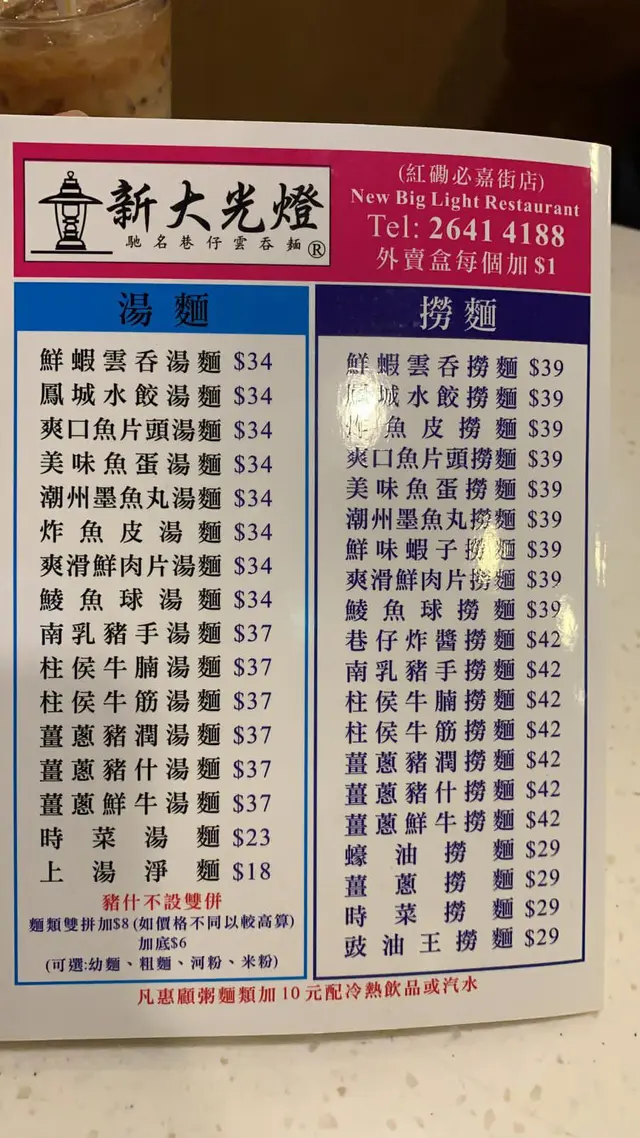 新大光燈
馳名巷仔雲吞麵®
(紅磡必嘉街店)
New Big Light Restaurant
Tel: 2641 4188
外賣盒每個加 $1
湯麵
鮮蝦雲吞湯麵 $34
鳳城水餃湯麵 $34
爽口魚片頭湯麵 $34
美味魚蛋湯麵 $34
潮州墨魚丸湯麵 $34
炸魚皮湯麵 $34
爽滑鮮肉片湯麵 $34
鯪魚球湯麵 $34
南乳豬手湯麵 $37
柱侯牛腩湯麵 $37
柱侯牛筋湯麵 $37
薑蔥豬潤湯麵 $37
薑蔥豬什湯麵 $37
薑蔥鮮牛湯麵 $37
時菜湯麵 $23
上湯淨麵 $18
豬什不設雙併
麵類雙拼加$8 (如價格不同以較高算)
加底$6
(可選:幼麵、粗麵、河粉、米粉)
撈麵
鮮蝦雲吞撈麵 $39
鳳城水餃撈麵 $39
炸魚皮撈麵 $39
爽口魚片頭撈麵 $39
美味魚蛋撈麵 $39
潮州墨魚丸撈麵 $39
鮮味蝦子撈麵 $39
爽滑鮮肉片撈麵 $39
鯪魚球撈麵 $39
巷仔炸醬撈麵 $42
南乳豬手撈麵 $42
柱侯牛腩撈麵 $42
柱侯牛筋撈麵 $42
薑蔥豬潤撈麵 $42
薑蔥豬什撈麵 $42
薑蔥鮮牛撈麵 $42
蠔油撈麵 $29
薑蔥撈麵 $29
時菜撈麵 $29
豉油王撈麵 $29
凡惠顧粥麵類加 10 元配冷熱飲品或汽水